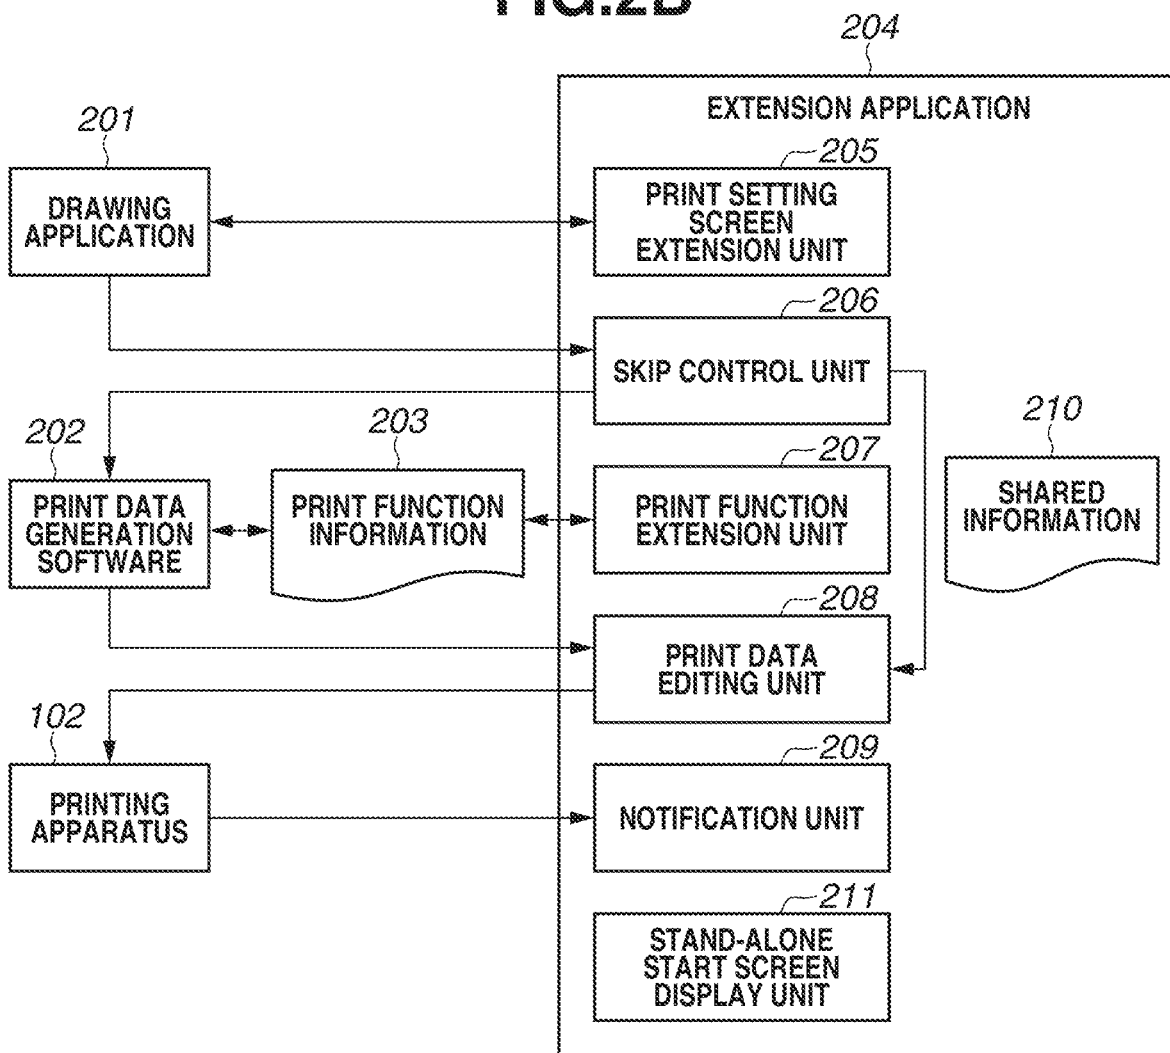 FIG.2B
204
EXTENSION APPLICATION
201
DRAWING
APPLICATION
205
PRINT SETTING
SCREEN
EXTENSION UNIT
206
SKIP CONTROL UNIT
202
PRINT DATA
GENERATION
SOFTWARE
203
PRINT FUNCTION
INFORMATION
207
PRINT FUNCTION
EXTENSION UNIT
210
SHARED
INFORMATION
208
PRINT DATA
EDITING UNIT
102
PRINTING
APPARATUS
209
NOTIFICATION UNIT
211
STAND-ALONE
START SCREEN
DISPLAY UNIT